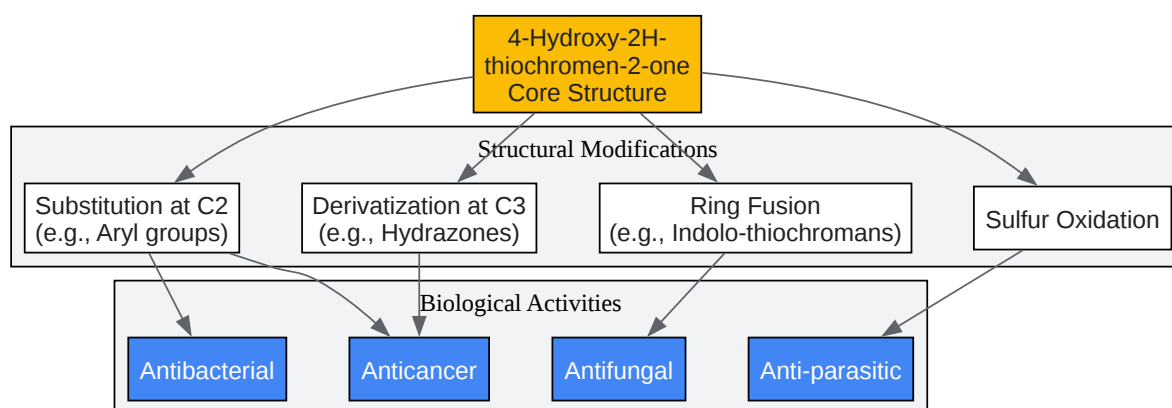 4-Hydroxy-2H-
thiochromen-2-one
Core Structure
Structural Modifications
Substitution at C2
(e.g., Aryl groups)
Derivatization at C3
(e.g., Hydrazones)
Ring Fusion
(e.g., Indolo-thiochromans)
Sulfur Oxidation
Biological Activities
Antibacterial
Anticancer
Antifungal
Anti-parasitic